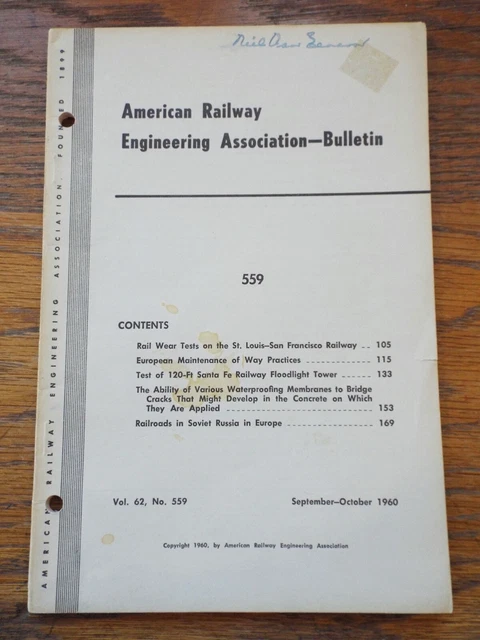 American Railway
Engineering Association—Bulletin
559
CONTENTS
Rail Wear Tests on the St. Louis–San Francisco Railway -- 105
European Maintenance of Way Practices ------------ 115
Test of 120-Ft Santa Fe Railway Floodlight Tower -- 133
The Ability of Various Waterproofing Membranes to Bridge
Cracks That Might Develop in the Concrete on Which
They Are Applied -------------------------- 153
Railroads in Soviet Russia in Europe ---------------- 169
Vol. 62, No. 559 September–October 1960
Copyright 1960, by American Railway Engineering Association
AMERICAN RAILWAY ENGINEERING ASSOCIATION, FOUNDED 1899